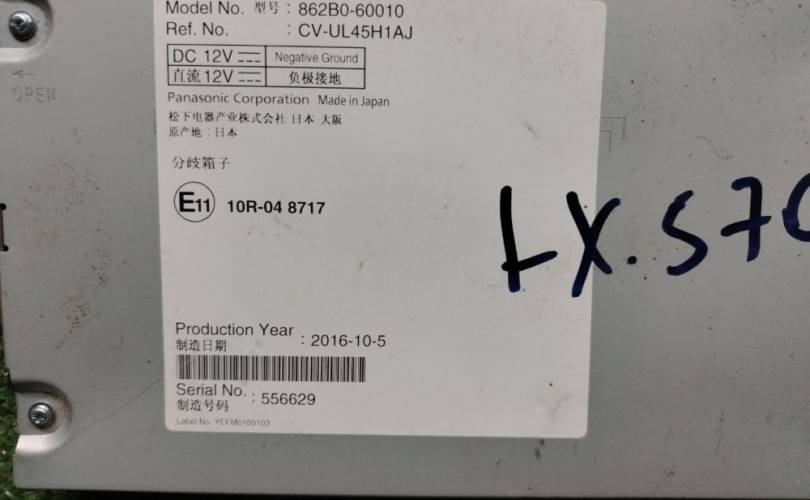 Model No. 型号 : 862B0-60010
Ref. No. : CV-UL45H1AJ
DC 12V Negative Ground
直流 12V 负极接地
Panasonic Corporation Made in Japan
松下电器产业株式会社 日本 大阪
原产地 : 日本
分歧箱子
E11 10R-04 8717
LX.570
Production Year
制造日期 : 2016-10-5
Serial No.
制造号码 : 556629
Label No. YEFM0100103
OPEN